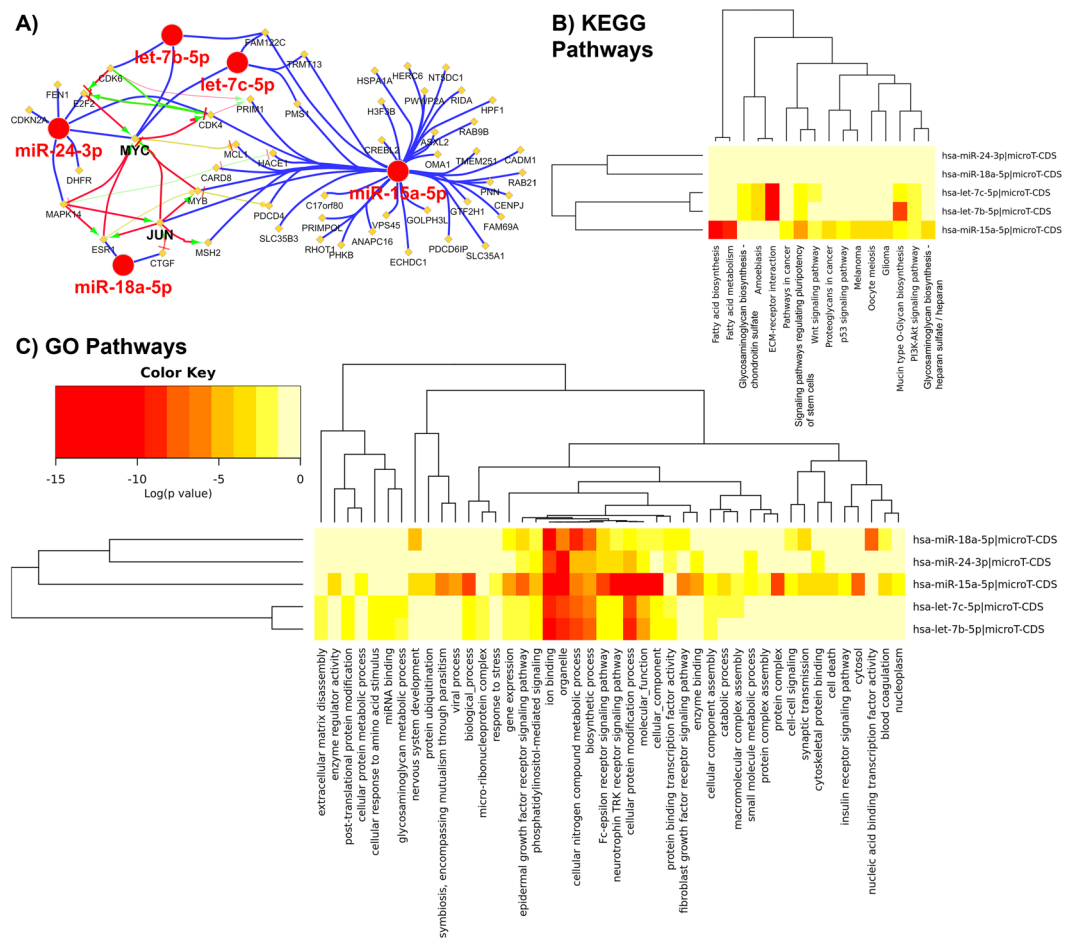 A)
let-7b-5p
FAM122C
let-7c-5p
TRMT13
CDK6
FEN1
E2F2
CDKN2A
PRIM1
PMS1
CDK4
miR-24-3p
MYC
MCL1
HACE1
DHFR
CARD8
MAPK14
MYB
PDCD4
JUN
ESR1
MSH2
SLC35B3
CTGF
miR-18a-5p
HERC6
NT5DC1
HSPA1A
PWWP2A
RIDA
H3F3B
HPF1
RAB9B
ASXL2
CREBL2
OMA1
TMEM251
CADM1
miR-15a-5p
RAB21
PNN
CENPJ
C17orf80
GTF2H1
PRIMPOL
GOLPH3L
FAM69A
VPS45
RHOT1
ANAPC16
PHKB
PDCD6IP
SLC35A1
ECHDC1
B) KEGG
Pathways
hsa-miR-24-3p|microT-CDS
hsa-miR-18a-5p|microT-CDS
hsa-let-7c-5p|microT-CDS
hsa-let-7b-5p|microT-CDS
hsa-miR-15a-5p|microT-CDS
Fatty acid biosynthesis
Fatty acid metabolism
Glycosaminoglycan biosynthesis -
chondroitin sulfate
Amoebiasis
ECM-receptor interaction
Pathways in cancer
Signaling pathways regulating pluripotency
of stem cells
Wnt signaling pathway
Proteoglycans in cancer
p53 signaling pathway
Melanoma
Oocyte meiosis
Glioma
Mucin type O-Glycan biosynthesis
PI3K-Akt signaling pathway
Glycosaminoglycan biosynthesis -
heparan sulfate / heparan
C) GO Pathways
Color Key
-15
-10
-5
0
Log(p value)
hsa-miR-18a-5p|microT-CDS
hsa-miR-24-3p|microT-CDS
hsa-miR-15a-5p|microT-CDS
hsa-let-7c-5p|microT-CDS
hsa-let-7b-5p|microT-CDS
extracellular matrix disassembly
enzyme regulator activity
post-translational protein modification
cellular protein metabolic process
cellular response to amino acid stimulus
miRNA binding
glycosaminoglycan metabolic process
nervous system development
protein ubiquitination
symbiosis, encompassing mutualism through parasitism
viral process
biological_process
micro-ribonucleoprotein complex
response to stress
gene expression
epidermal growth factor receptor signaling pathway
phosphatidylinositol-mediated signaling
ion binding
organelle
cellular nitrogen compound metabolic process
biosynthetic process
Fc-epsilon receptor signaling pathway
neurotrophin TRK receptor signaling pathway
cellular protein modification process
molecular_function
cellular_component
protein binding transcription factor activity
fibroblast growth factor receptor signaling pathway
enzyme binding
cellular component assembly
catabolic process
macromolecular complex assembly
small molecule metabolic process
protein complex assembly
protein complex
cell-cell signaling
synaptic transmission
cytoskeletal protein binding
cell death
insulin receptor signaling pathway
cytosol
nucleic acid binding transcription factor activity
blood coagulation
nucleoplasm